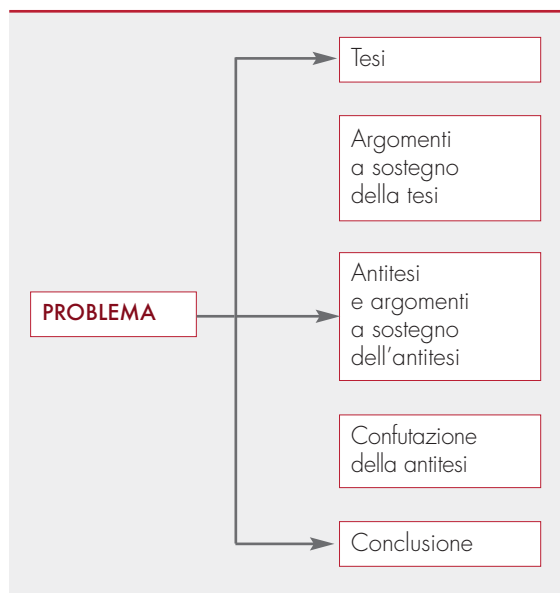 Tesi
Argomenti
a sostegno
della tesi
PROBLEMA
Antitesi
e argomenti
a sostegno
dell'antitesi
Confutazione
della antitesi
Conclusione